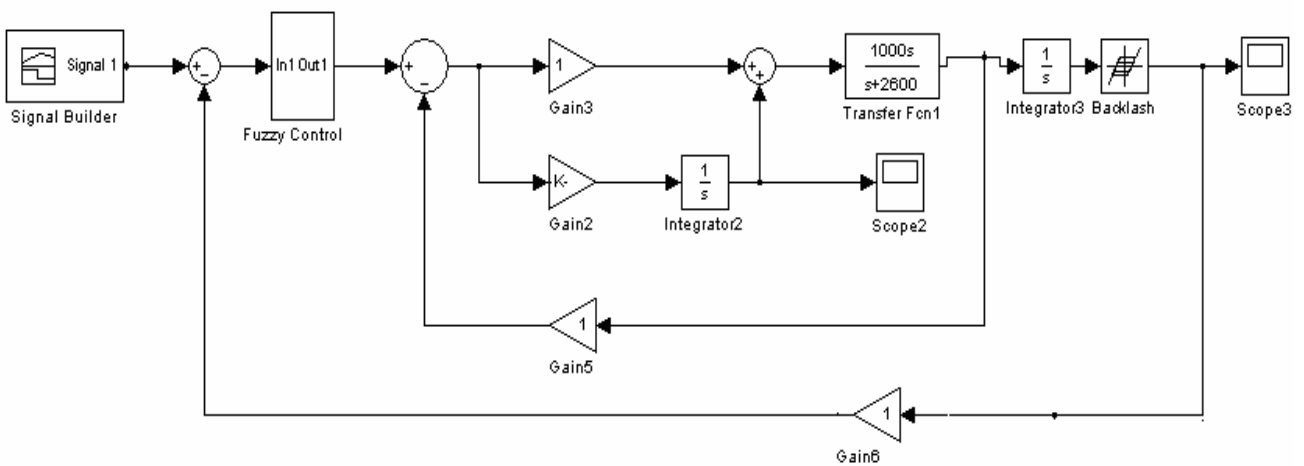 Signal 1
Signal Builder
+
−
In1 Out1
Fuzzy Control
+
−
1
Gain3
K-
Gain2
1
s
Integrator2
+
+
Scope2
1000s
s+2600
Transfer Fcn1
1
s
Integrator3
Backlash
Scope3
1
Gain5
1
Gain6